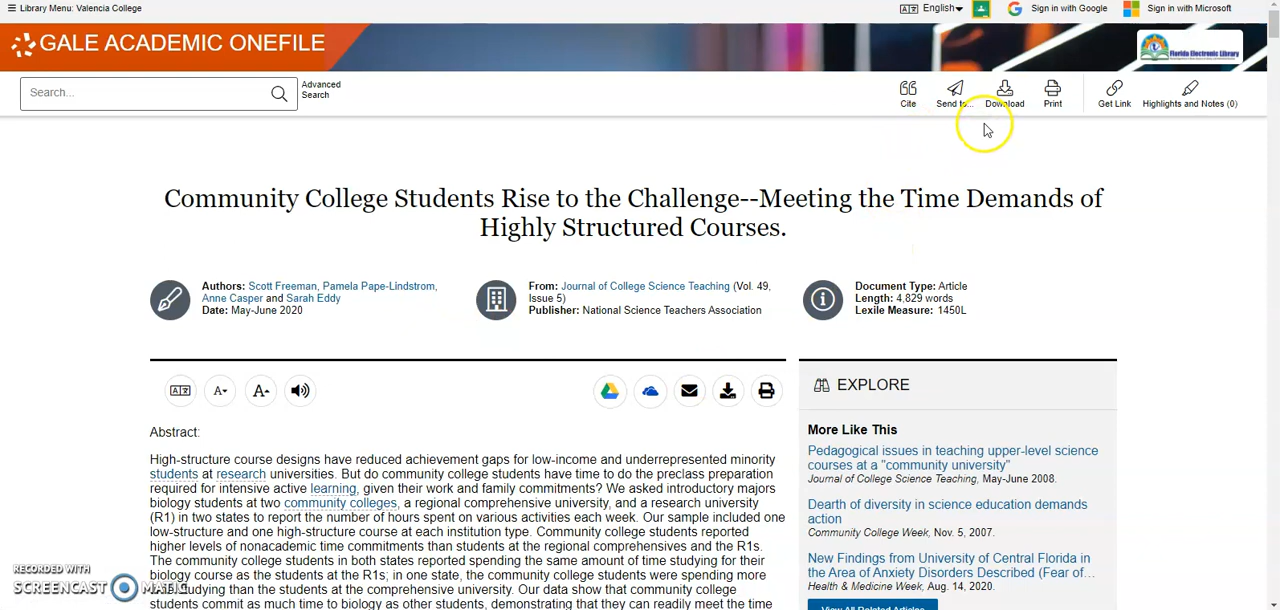 Library Menu: Valencia College
English
Sign in with Google
Sign in with Microsoft
GALE ACADEMIC ONEFILE
Florida Electronic Library
Search...
Advanced
Search
Cite
Send to...
Download
Print
Get Link
Highlights and Notes (0)
Community College Students Rise to the Challenge--Meeting the Time Demands of
Highly Structured Courses.
Authors: Scott Freeman, Pamela Pape-Lindstrom,
Anne Casper and Sarah Eddy
Date: May-June 2020
From: Journal of College Science Teaching (Vol. 49,
Issue 5)
Publisher: National Science Teachers Association
Document Type: Article
Length: 4,829 words
Lexile Measure: 1450L
A
A
Abstract:
High-structure course designs have reduced achievement gaps for low-income and underrepresented minority
students at research universities. But do community college students have time to do the preclass preparation
required for intensive active learning, given their work and family commitments? We asked introductory majors
biology students at two community colleges, a regional comprehensive university, and a research university
(R1) in two states to report the number of hours spent on various activities each week. Our sample included one
low-structure and one high-structure course at each institution type. Community college students reported
higher levels of nonacademic time commitments than students at the regional comprehensives and the R1s.
The community college students in both states reported spending the same amount of time studying for their
biology course as the students at the R1s; in one state, the community college students were spending more
studying than the students at the comprehensive university. Our data show that community college
students commit as much time to biology as other students, demonstrating that they can readily meet the time
EXPLORE
More Like This
Pedagogical issues in teaching upper-level science
courses at a "community university"
Journal of College Science Teaching, May-June 2008.
Dearth of diversity in science education demands
action
Community College Week, Nov. 5, 2007.
New Findings from University of Central Florida in
the Area of Anxiety Disorders Described (Fear of...
Health & Medicine Week, Aug. 14, 2020.
View All Related Articles
RECORDED WITH
SCREENCAST MATIC